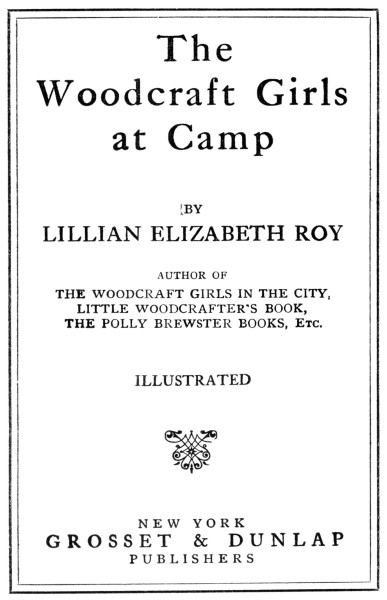 The
Woodcraft Girls
at Camp
BY
LILLIAN ELIZABETH ROY
AUTHOR OF
THE WOODCRAFT GIRLS IN THE CITY,
LITTLE WOODCRAFTER'S BOOK,
THE POLLY BREWSTER BOOKS, ETC.
ILLUSTRATED
NEW YORK
GROSSET & DUNLAP
PUBLISHERS